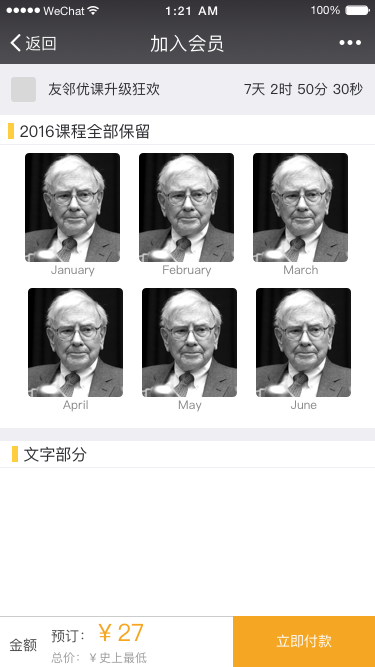 WeChat 1:21 AM 100%
返回 加入会员
友邻优课升级狂欢 7天 2时 50分 30秒
2016课程全部保留
January February March
April May June
文字部分
金额 预订：￥27 立即付款
总价：￥史上最低